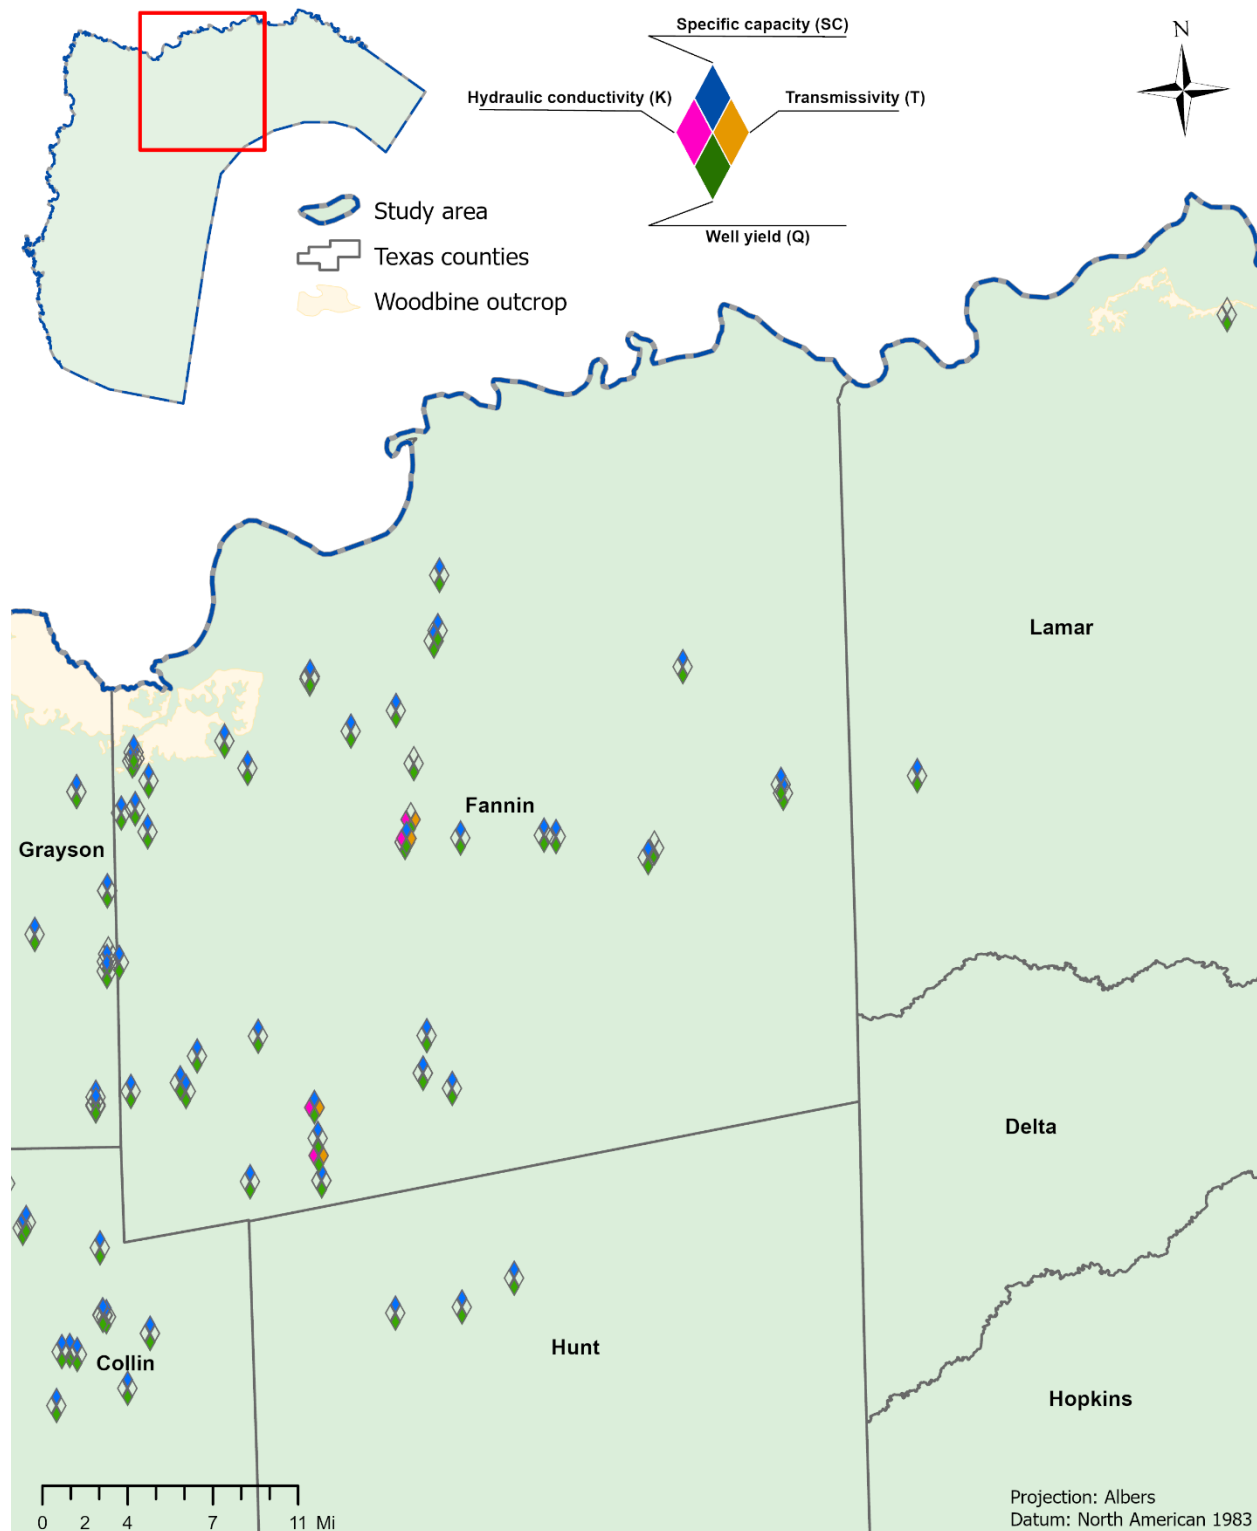 Specific capacity (SC)
Hydraulic conductivity (K)
Transmissivity (T)
Well yield (Q)
N
Study area
Texas counties
Woodbine outcrop
Lamar
Fannin
Grayson
Delta
Hunt
Collin
Hopkins
0 2 4 7 11 Mi
Projection: Albers
Datum: North American 1983